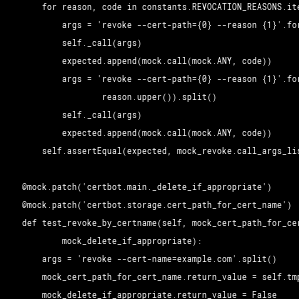 for reason, code in constants.REVOCATION_REASONS.ite
args = 'revoke --cert-path={0} --reason {1}'.for
self._call(args)
expected.append(mock.call(mock.ANY, code))
args = 'revoke --cert-path={0} --reason {1}'.for
reason.upper()).split()
self._call(args)
expected.append(mock.call(mock.ANY, code))
self.assertEqual(expected, mock_revoke.call_args_lis
@mock.patch('certbot.main._delete_if_appropriate')
@mock.patch('certbot.storage.cert_path_for_cert_name')
def test_revoke_by_certname(self, mock_cert_path_for_cer
mock_delete_if_appropriate):
args = 'revoke --cert-name=example.com'.split()
mock_cert_path_for_cert_name.return_value = self.tmp
mock_delete_if_appropriate.return_value = False